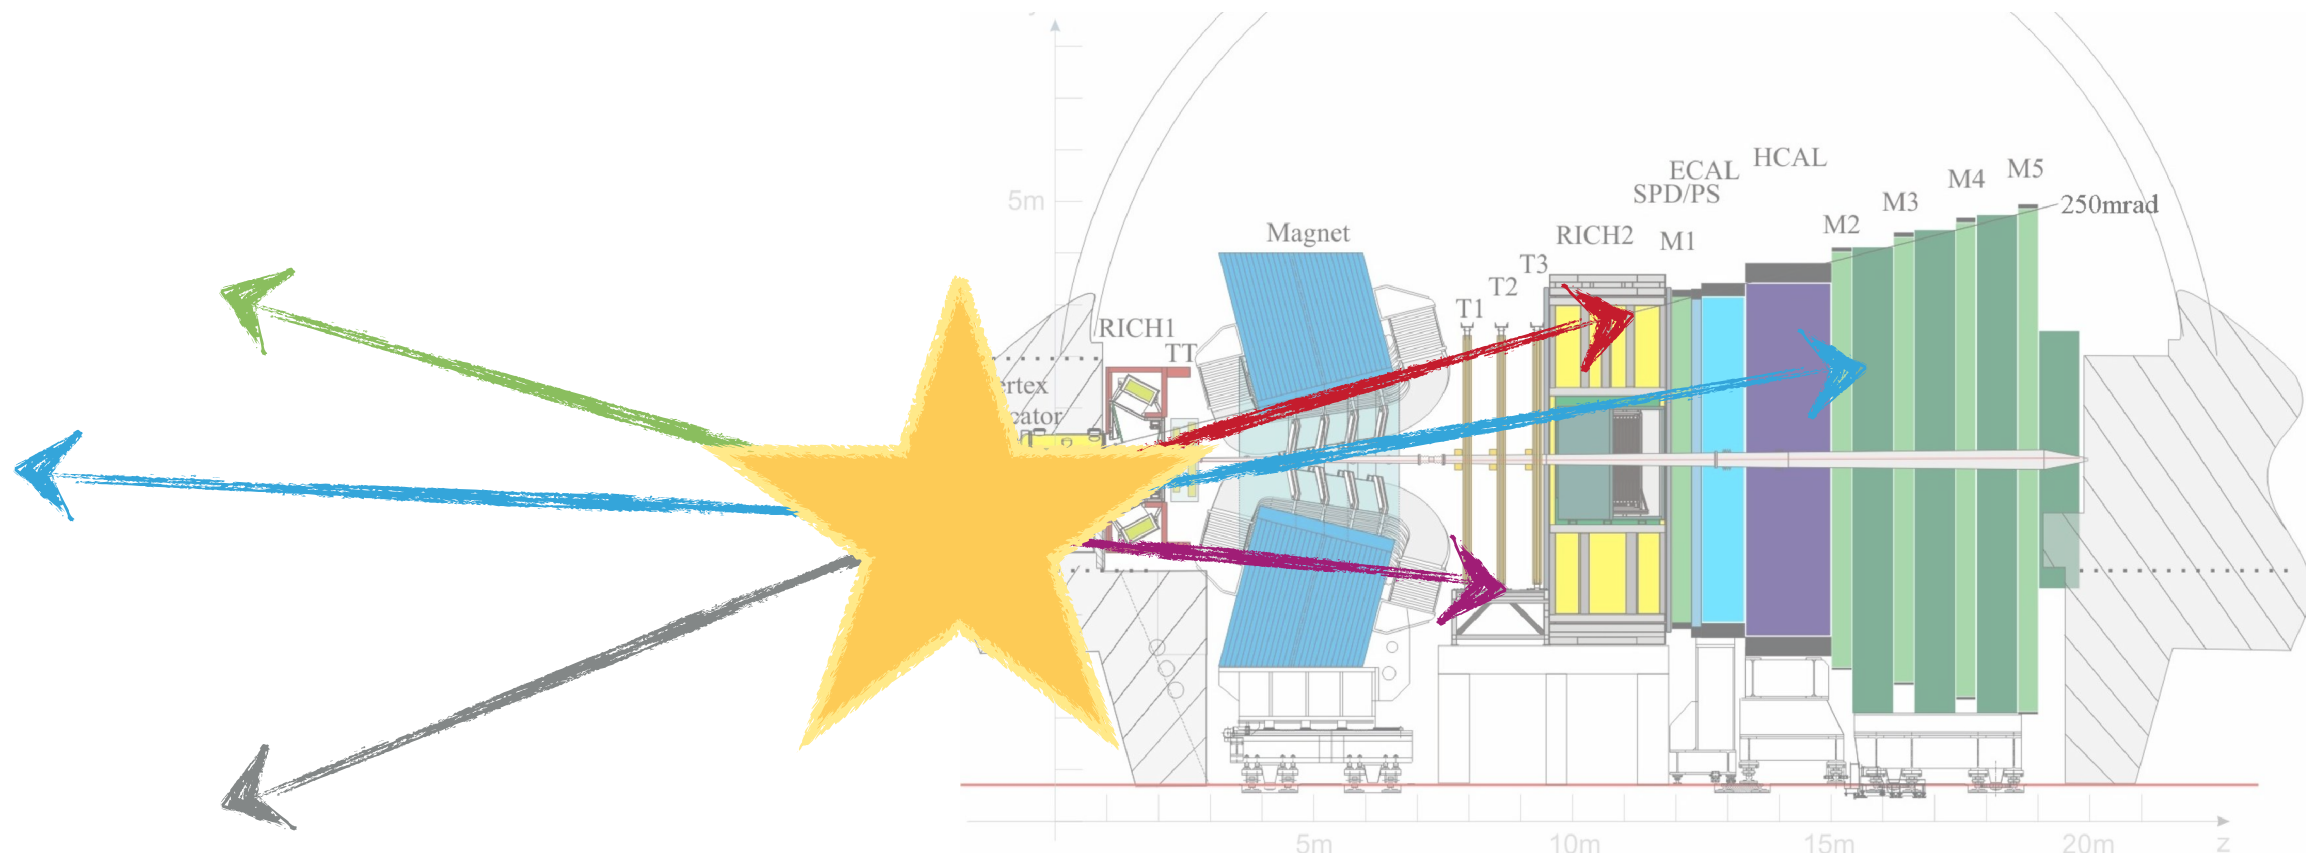 HCAL
ECAL
M5
M4
SPD/PS
M3
5m
250mrad
M2
Magnet
RICH2
M1
T3
T2
T1
RICH1
TT
5m
10m
15m
20m
z